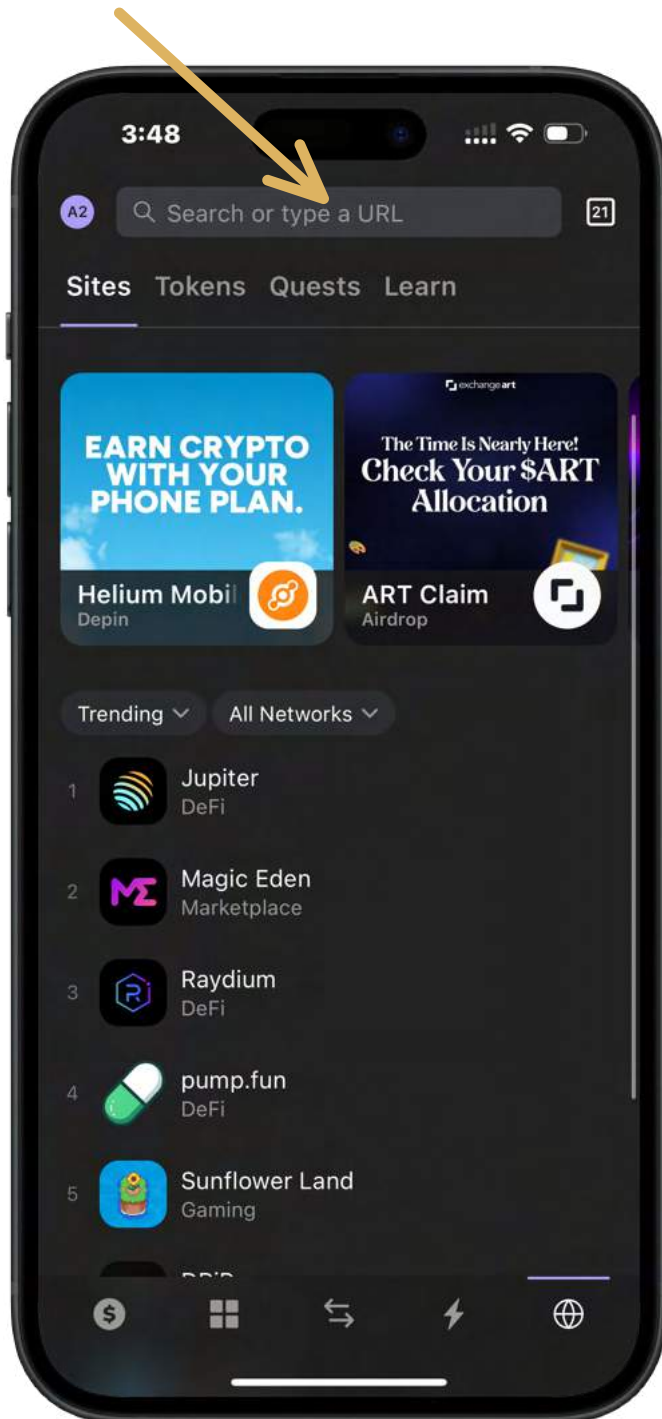 3:48
A2
Search or type a URL
21
Sites Tokens Quests Learn
EARN CRYPTO
WITH YOUR
PHONE PLAN.
Helium Mobi
Depin
exchange art
The Time Is Nearly Here!
Check Your $ART
Allocation
ART Claim
Airdrop
Trending
All Networks
1
Jupiter
DeFi
2
ME
Magic Eden
Marketplace
3
R
Raydium
DeFi
4
pump.fun
DeFi
5
Sunflower Land
Gaming
$